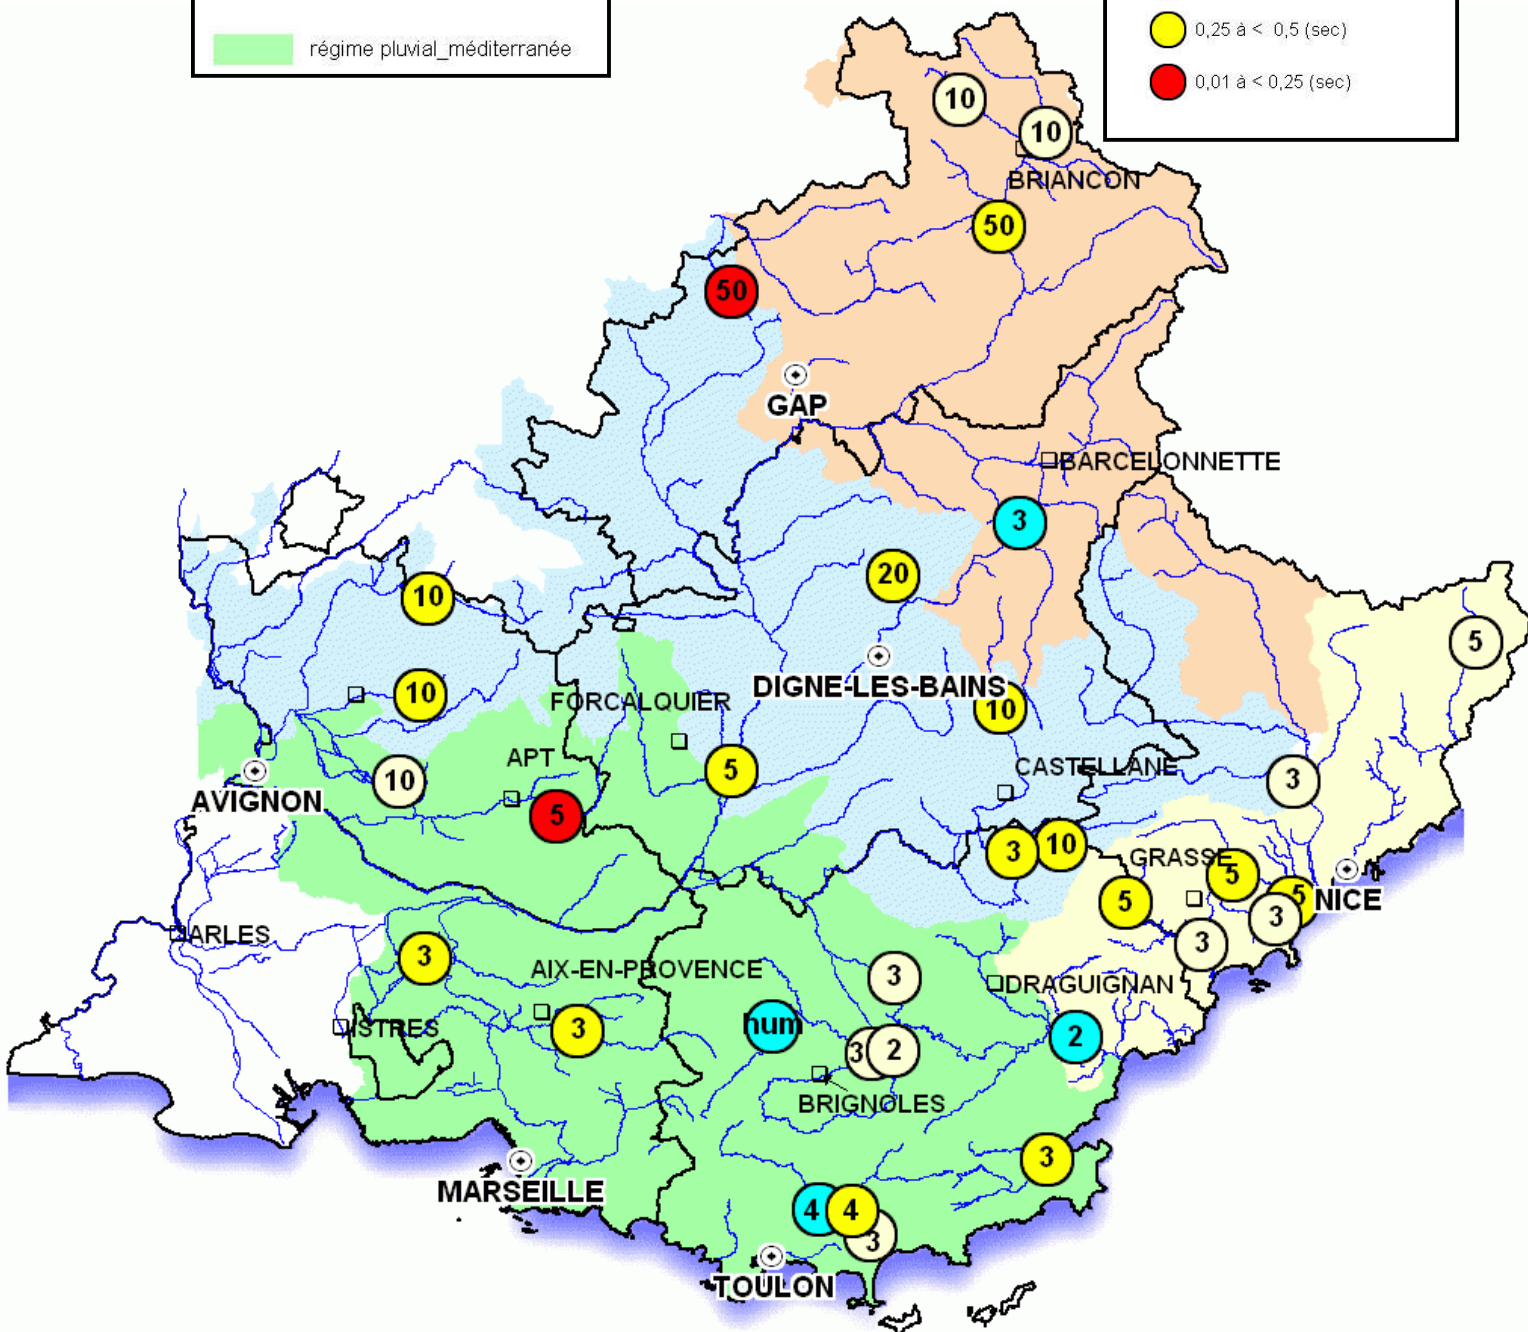 régime pluvial_méditerranée
0,25 à < 0,5 (sec)
0,01 à < 0,25 (sec)
10
10
BRIANCON
50
50
GAP
BARCELONNETTE
3
20
10
5
10
FORCALQUIER
DIGNE-LES-BAINS
10
APT
5
CASTELLANE
10
3
AVIGNON
5
3
10
GRASSE
5
5
5
NICE
3
ARLES
3
3
AIX-EN-PROVENCE
3
DRAGUIGNAN
ISTRES
3
hum
2
3
2
BRIGNOLES
3
MARSEILLE
4
4
3
TOULON